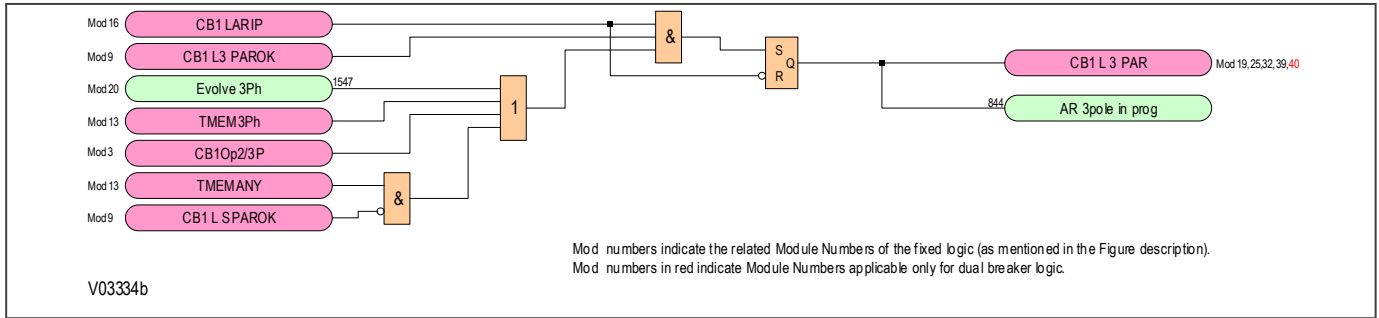 Mod 16 CB1 LARIP
Mod 9 CB1 L3 PAROK
Mod 20 Evolve 3Ph 1547
Mod 13 TMEM3Ph
Mod 3 CB1Op2/3P
Mod 13 TMEMANY
Mod 9 CB1 L SPAROK
&
1
&
S
Q
R
CB1 L 3 PAR Mod 19,25,32,39,40
844 AR 3pole in prog
Mod numbers indicate the related Module Numbers of the fixed logic (as mentioned in the Figure description).
Mod numbers in red indicate Module Numbers applicable only for dual breaker logic.
V03334b